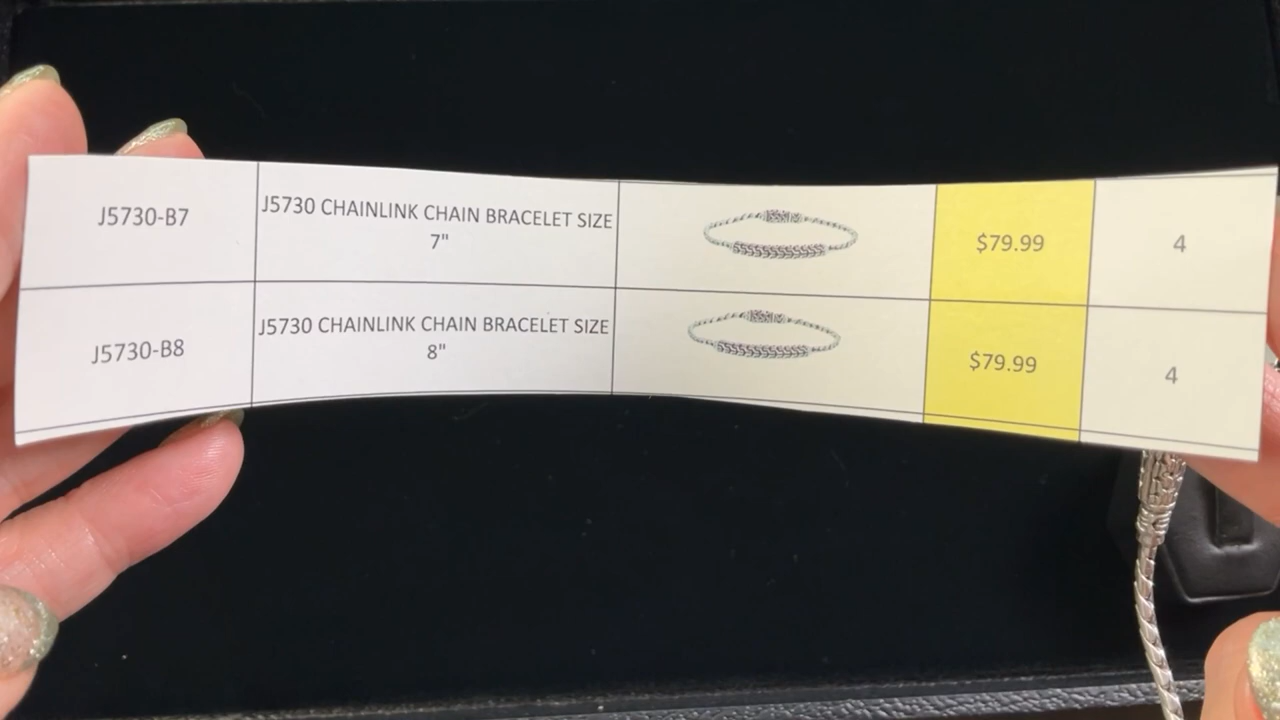 J5730-B7
J5730 CHAINLINK CHAIN BRACELET SIZE
7"
$79.99
4
J5730-B8
J5730 CHAINLINK CHAIN BRACELET SIZE
8"
$79.99
4